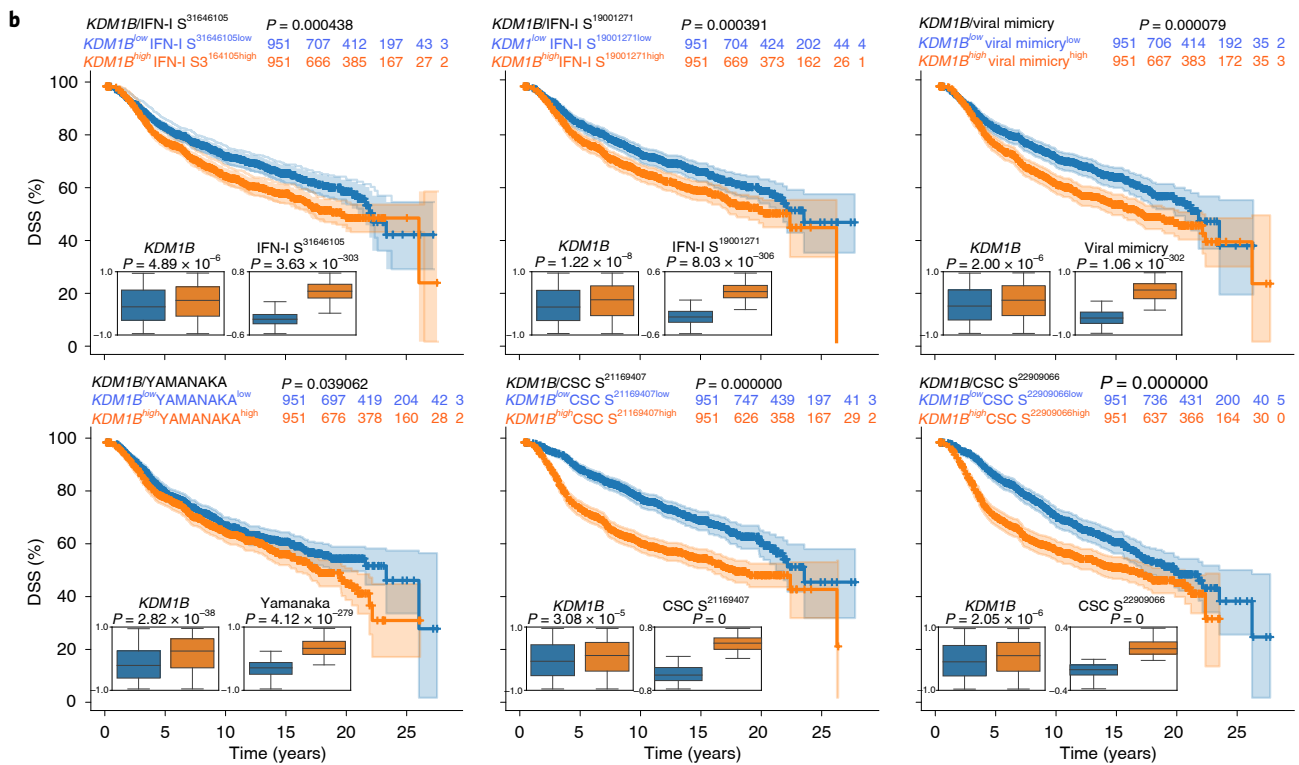 b
KDM1B/IFN-I S31646105 P = 0.000438
KDM1Blow IFN-I S31646105low 951 707 412 197 43 3
KDM1Bhigh IFN-I S3164105high 951 666 385 167 27 2
100
80
60
40
20
0
DSS (%)
KDM1B
P = 4.89 × 10−6
1.0
−1.0
IFN-I S31646105
P = 3.63 × 10−303
0.8
−0.6
KDM1B/IFN-I S19001271 P = 0.000391
KDM1low IFN-I S19001271low 951 704 424 202 44 4
KDM1BhighIFN-I S19001271high 951 669 373 162 26 1
KDM1B
P = 1.22 × 10−8
1.0
−1.0
IFN-I S19001271
P = 8.03 × 10−306
0.6
−0.6
KDM1B/viral mimicry P = 0.000079
KDM1Blow viral mimicrylow 951 706 414 192 35 2
KDM1Bhigh viral mimicryhigh 951 667 383 172 35 3
KDM1B
P = 2.00 × 10−6
1.0
−1.0
Viral mimicry
P = 1.06 × 10−302
1.0
−1.0
KDM1B/YAMANAKA P = 0.039062
KDM1BlowYAMANAKAlow 951 697 419 204 42 3
KDM1BhighYAMANAKAhigh 951 676 378 160 28 2
100
80
60
40
20
0
DSS (%)
KDM1B
P = 2.82 × 10−38
1.0
−1.0
Yamanaka
P = 4.12 × 10−279
1.0
−1.0
0 5 10 15 20 25
Time (years)
KDM1B/CSC S21169407 P = 0.000000
KDM1BlowCSC S21169407low 951 747 439 197 41 3
KDM1BhighCSC S21169407high 951 626 358 167 29 2
KDM1B
P = 3.08 × 10−5
1.0
−1.0
CSC S21169407
P = 0
0.8
−0.8
0 5 10 15 20 25
Time (years)
KDM1B/CSC S22909066 P = 0.000000
KDM1BlowCSC S22909066low 951 736 431 200 40 5
KDM1BhighCSC S22909066high 951 637 366 164 30 0
KDM1B
P = 2.05 × 10−6
1.0
−1.0
CSC S22909066
P = 0
0.4
−0.4
0 5 10 15 20 25
Time (years)